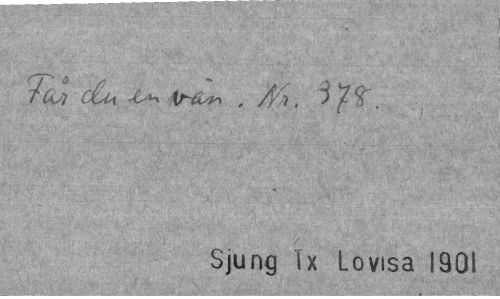 Får du en vän. Nr. 378.
Sjung Tx Lovisa 1901